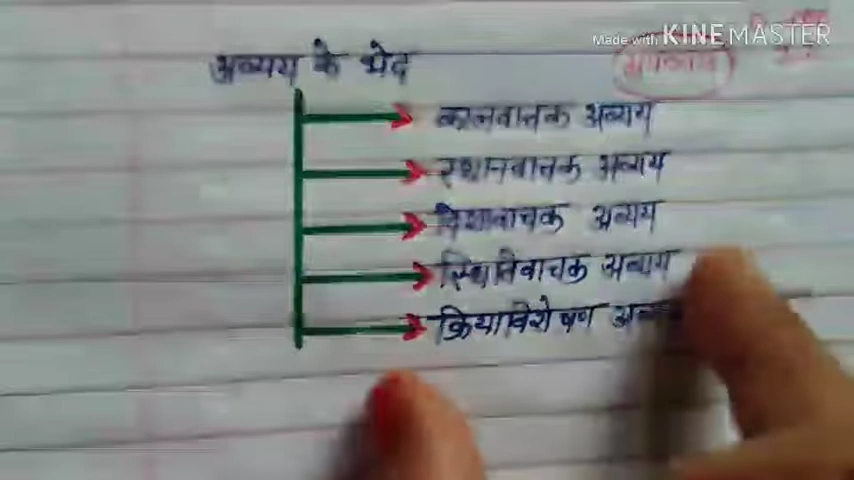 Made with KINEMASTER
अव्यय के भेद
कालवाचक अव्यय
स्थानवाचक अव्यय
दिशावाचक अव्यय
स्थितिवाचक अव्यय
क्रियाविशेषण